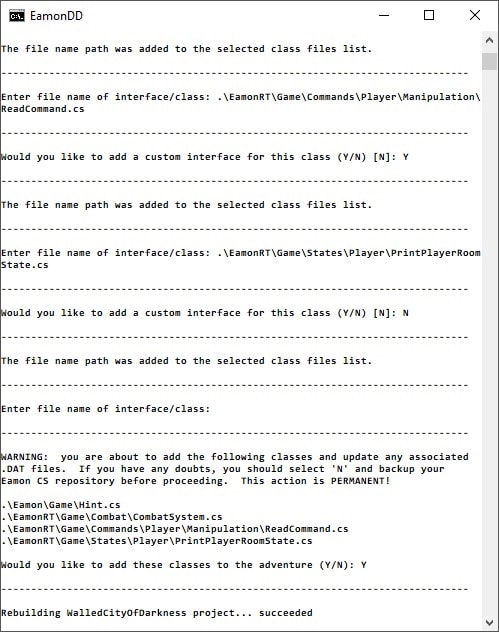 EamonDD
The file name path was added to the selected class files list.
------------------------------------------------------------------------------
Enter file name of interface/class: .\EamonRT\Game\Commands\Player\Manipulation\
ReadCommand.cs
------------------------------------------------------------------------------
Would you like to add a custom interface for this class (Y/N) [N]: Y
------------------------------------------------------------------------------
The file name path was added to the selected class files list.
------------------------------------------------------------------------------
Enter file name of interface/class: .\EamonRT\Game\States\Player\PrintPlayerRoom
State.cs
------------------------------------------------------------------------------
Would you like to add a custom interface for this class (Y/N) [N]: N
------------------------------------------------------------------------------
The file name path was added to the selected class files list.
------------------------------------------------------------------------------
Enter file name of interface/class:
------------------------------------------------------------------------------
WARNING:  you are about to add the following classes and update any associated
.DAT files.  If you have any doubts, you should select 'N' and backup your
Eamon CS repository before proceeding.  This action is PERMANENT!
.\Eamon\Game\Hint.cs
.\EamonRT\Game\Combat\CombatSystem.cs
.\EamonRT\Game\Commands\Player\Manipulation\ReadCommand.cs
.\EamonRT\Game\States\Player\PrintPlayerRoomState.cs
Would you like to add these classes to the adventure (Y/N): Y
------------------------------------------------------------------------------
Rebuilding WalledCityOfDarkness project... succeeded